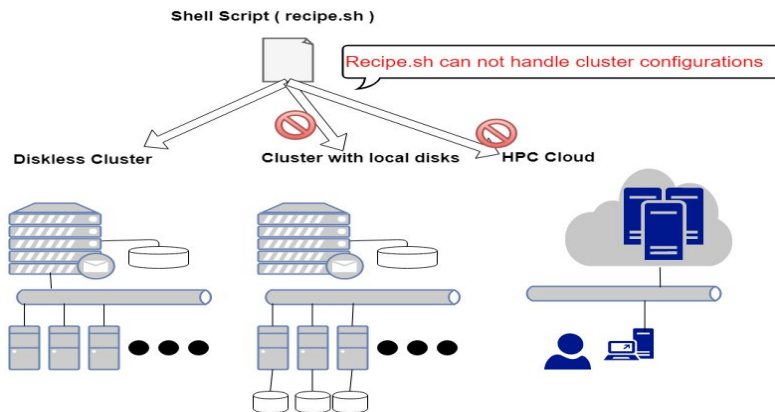 Shell Script ( recipe.sh )
Recipe.sh can not handle cluster configurations
Diskless Cluster
Cluster with local disks
HPC Cloud